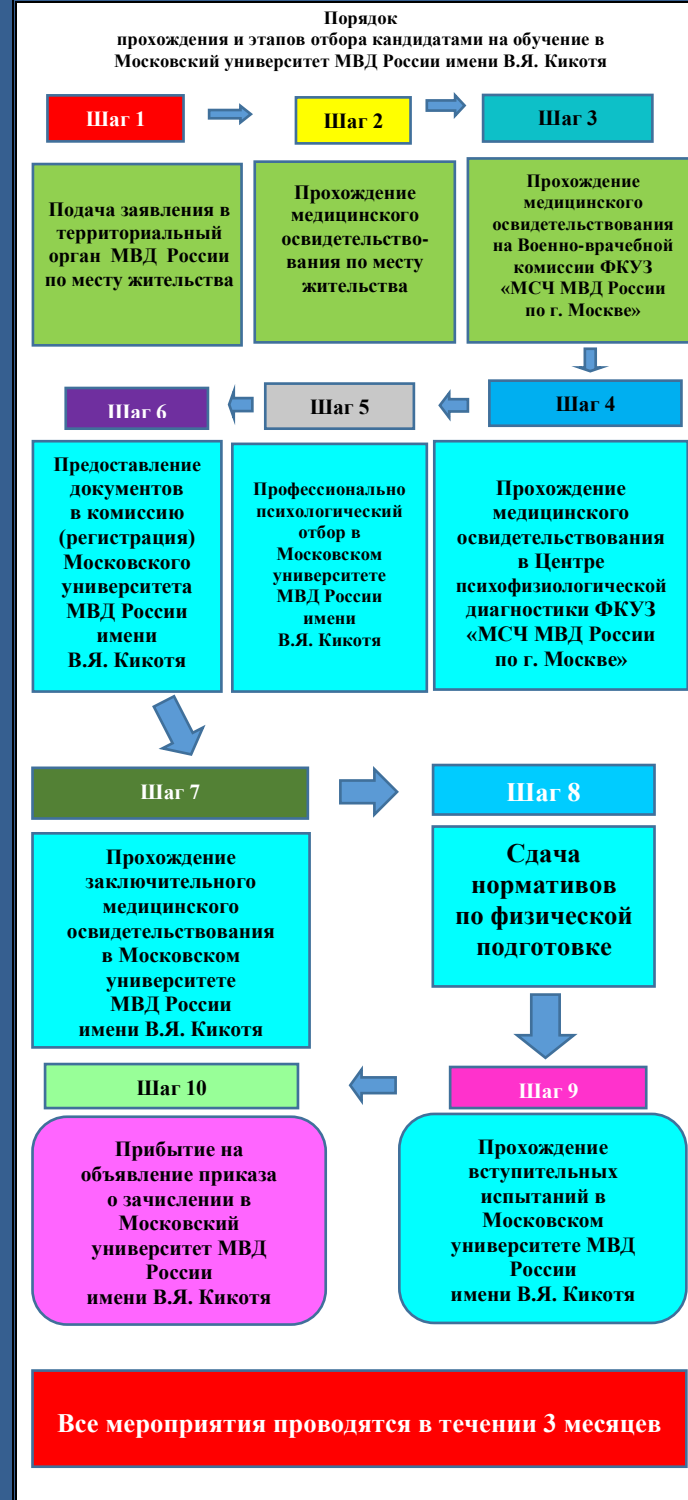 Порядок
прохождения и этапов отбора кандидатами на обучение в
Московский университет МВД России имени В.Я. Кикотя
Шаг 1
Шаг 2
Шаг 3
Подача заявления в
территориальный
орган МВД России
по месту жительства
Прохождение
медицинского
освидетельство-
вания по месту
жительства
Прохождение
медицинского
освидетельствования
на Военно-врачебной
комиссии ФКУЗ
«МСЧ МВД России
по г. Москве»
Шаг 4
Прохождение
медицинского
освидетельствования
в Центре
психофизиологической
диагностики ФКУЗ
«МСЧ МВД России
по г. Москве»
Шаг 5
Профессионально
психологический
отбор в
Московском
университете
МВД России
имени
В.Я. Кикотя
Шаг 6
Предоставление
документов
в комиссию
(регистрация)
Московского
университета
МВД России
имени
В.Я. Кикотя
Шаг 7
Прохождение
заключительного
медицинского
освидетельствования
в Московском
университете
МВД России
имени В.Я. Кикотя
Шаг 8
Сдача
нормативов
по физической
подготовке
Шаг 9
Прохождение
вступительных
испытаний в
Московском
университете МВД
России
имени В.Я. Кикотя
Шаг 10
Прибытие на
объявление приказа
о зачислении в
Московский
университет МВД
России
имени В.Я. Кикотя
Все мероприятия проводятся в течении 3 месяцев